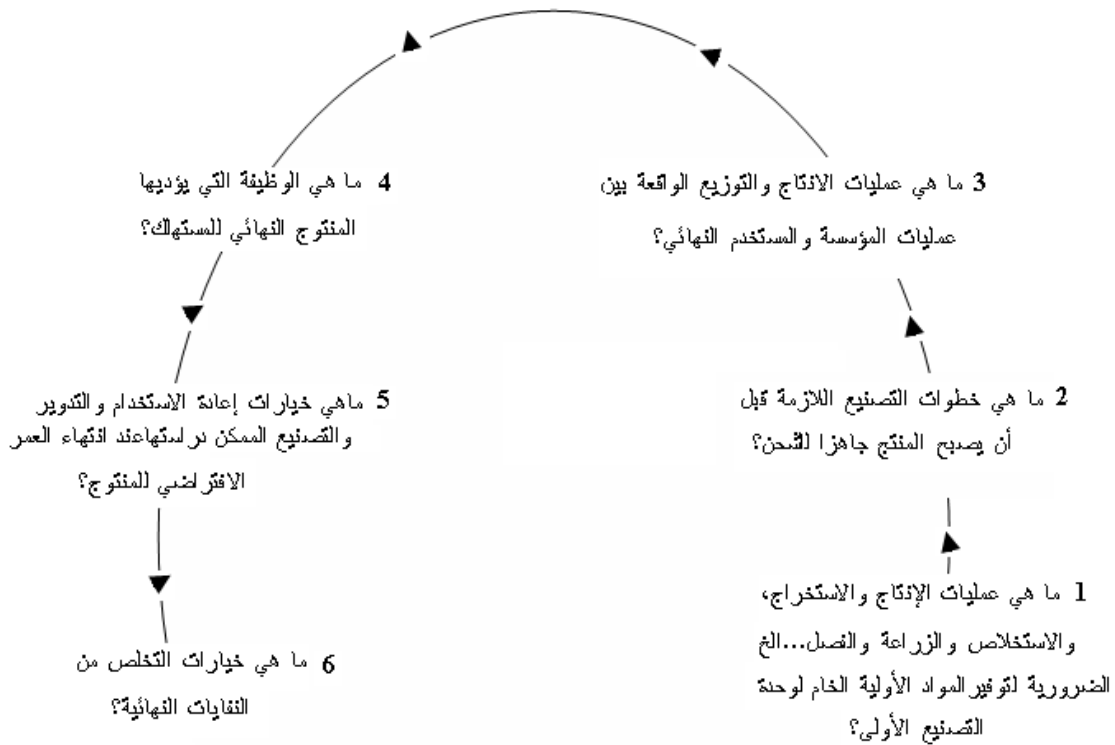 1 ما هي عمليات الإنتاج والاستخراج،
والاستخلاص والزراعة والفصل...الخ
الضرورية لتوفير المواد الأولية الخام لوحدة
التصنيع الأولى؟
2 ما هي خطوات التصنيع اللازمة قبل
أن يصبح المنتج جاهزا للشحن؟
3 ما هي عمليات الانتاج والتوزيع الواقعة بين
عمليات المؤسسة والمستخدم النهائي؟
4 ما هي الوظيفة التي يؤديها
المنتوج النهائي للمستهلك؟
5 ماهي خيارات إعادة الاستخدام والتدوير
والتصنيع الممكن دراستهاعند انتهاء العمر
الافتراضي للمنتوج؟
6 ما هي خيارات التخلص من
النفايات النهائية؟